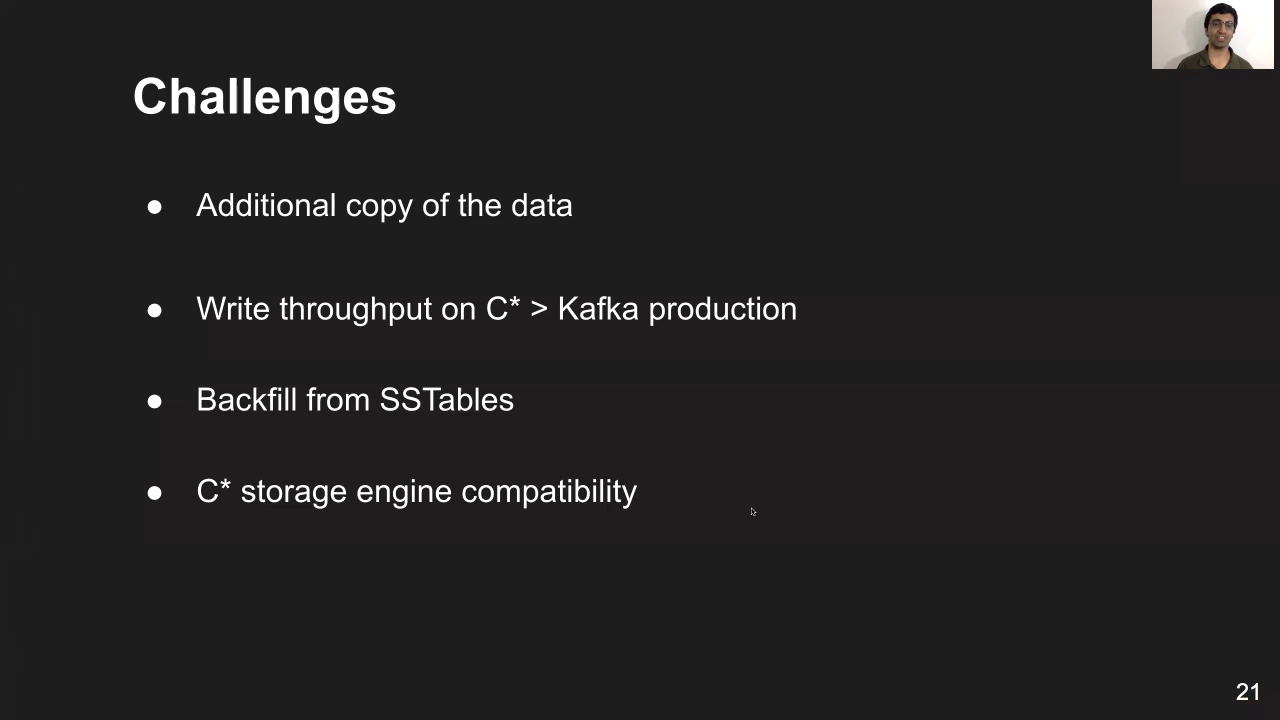 Challenges
● Additional copy of the data
● Write throughput on C* > Kafka production
● Backfill from SSTables
● C* storage engine compatibility
21